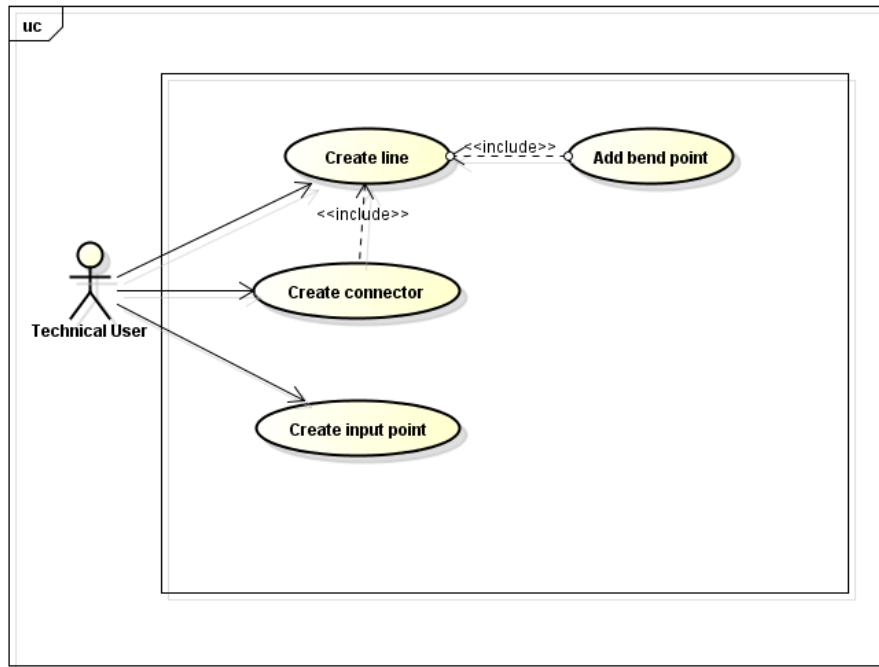 uc
Create line
<<include>>
Add bend point
<<include>>
Create connector
Technical User
Create input point